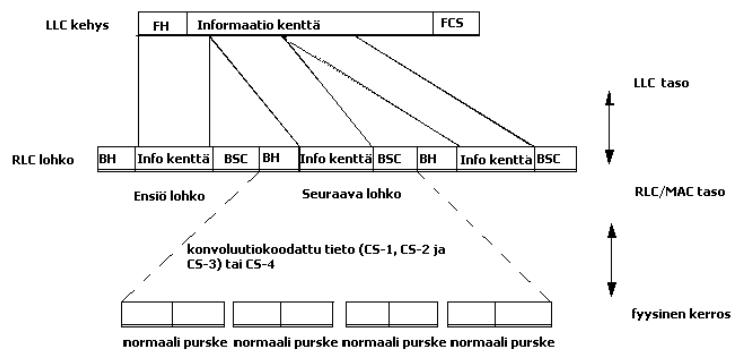 LLC kehys
FH
Informaatio kenttä
FCS
LLC taso
RLC lohko
BH
Info kenttä
BSC
BH
Info kenttä
BSC
BH
Info kenttä
BSC
RLC/MAC taso
Ensiö lohko
Seuraava lohko
konvoluutiokoodattu tieto (CS-1, CS-2 ja
CS-3) tai CS-4
fyysinen kerros
normaali purske
normaali purske
normaali purske
normaali purske